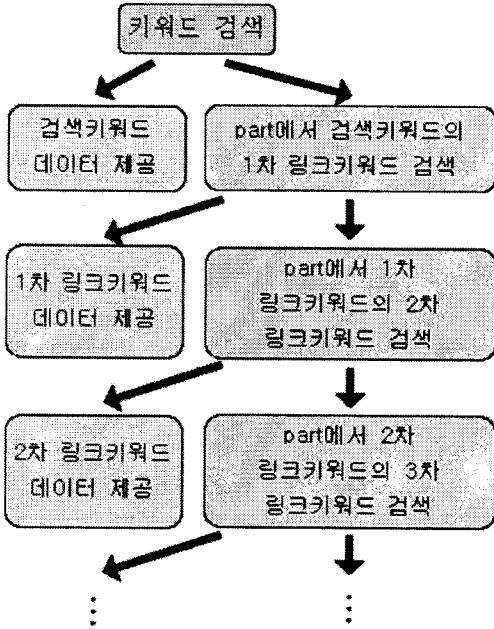 키워드 검색
검색키워드
데이터 제공
part에서 검색키워드의
1차 링크키워드 검색
1차 링크키워드
데이터 제공
part에서 1차
링크키워드의 2차
링크키워드 검색
2차 링크키워드
데이터 제공
part에서 2차
링크키워드의 3차
링크키워드 검색